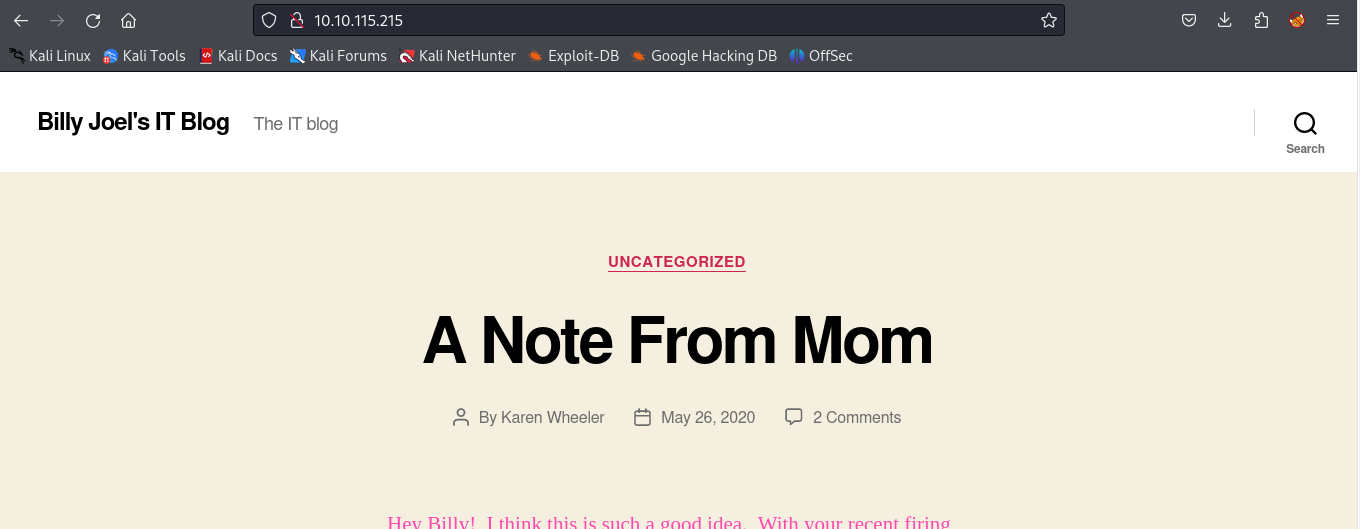 10.10.115.215
Kali Linux Kali Tools Kali Docs Kali Forums Kali NetHunter Exploit-DB Google Hacking DB OffSec
Billy Joel's IT Blog The IT blog
Search
UNCATEGORIZED
A Note From Mom
By Karen Wheeler May 26, 2020 2 Comments
Hey Billy! I think this is such a good idea. With your recent firing